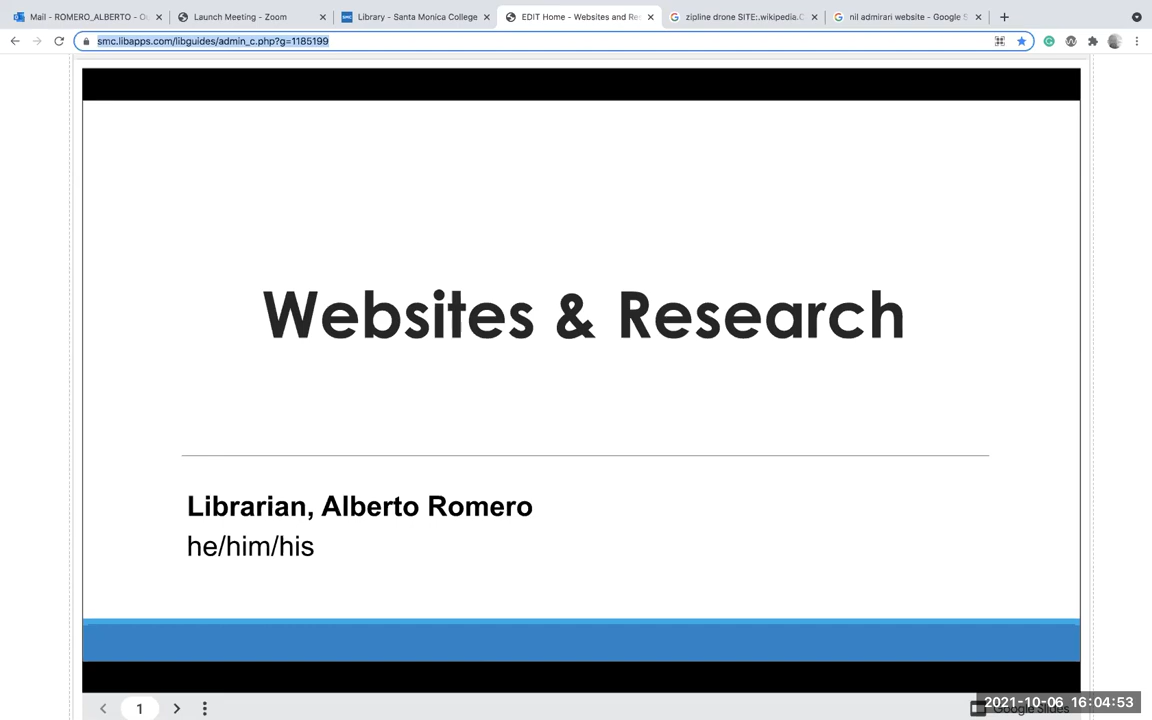 Mail - ROMERO_ALBERTO - Ou
Launch Meeting - Zoom
Library - Santa Monica College
EDIT Home - Websites and Res
zipline drone SITE:.wikipedia.C
nil admirari website - Google S
smc.libapps.com/libguides/admin_c.php?g=1185199
Websites & Research
Librarian, Alberto Romero
he/him/his
1
Google Slides
2021-10-06 16:04:53